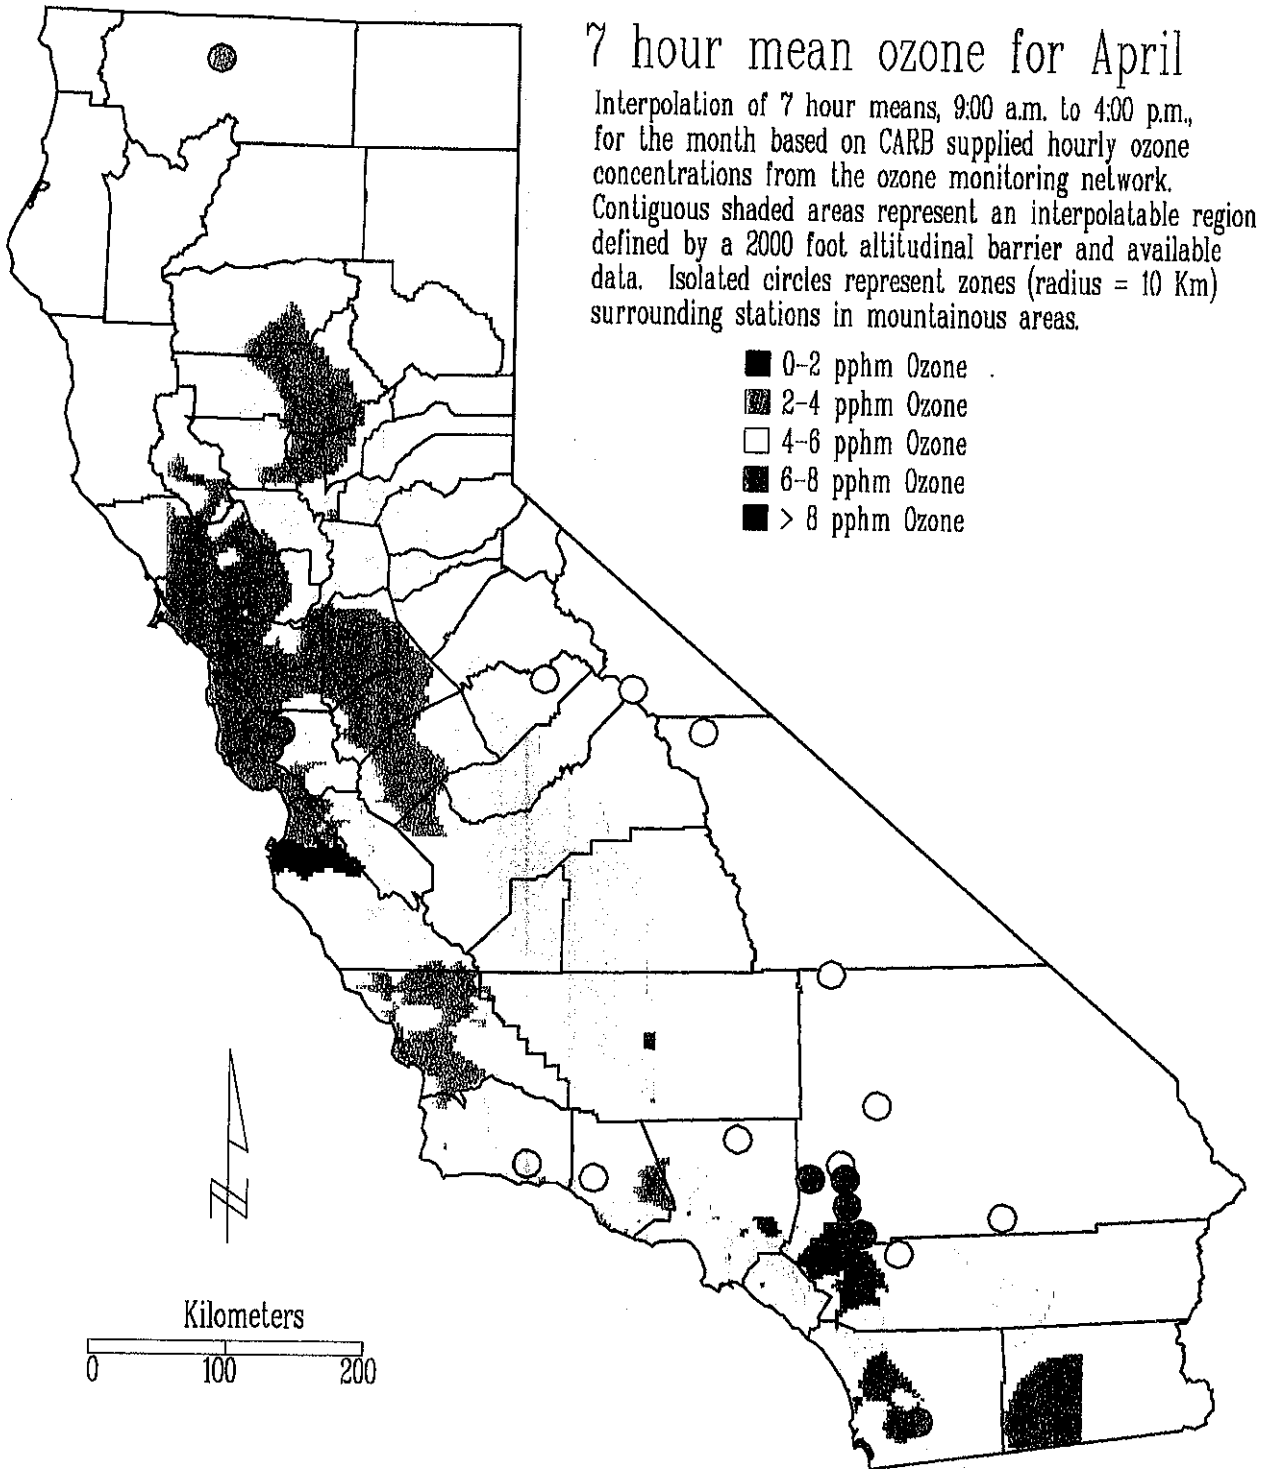 7 hour mean ozone for April
Interpolation of 7 hour means, 9:00 a.m. to 4:00 p.m.,
for the month based on CARB supplied hourly ozone
concentrations from the ozone monitoring network.
Contiguous shaded areas represent an interpolatable region
defined by a 2000 foot altitudinal barrier and available
data. Isolated circles represent zones (radius = 10 Km)
surrounding stations in mountainous areas.
0-2 pphm Ozone
2-4 pphm Ozone
4-6 pphm Ozone
6-8 pphm Ozone
> 8 pphm Ozone
N
Kilometers
0 100 200